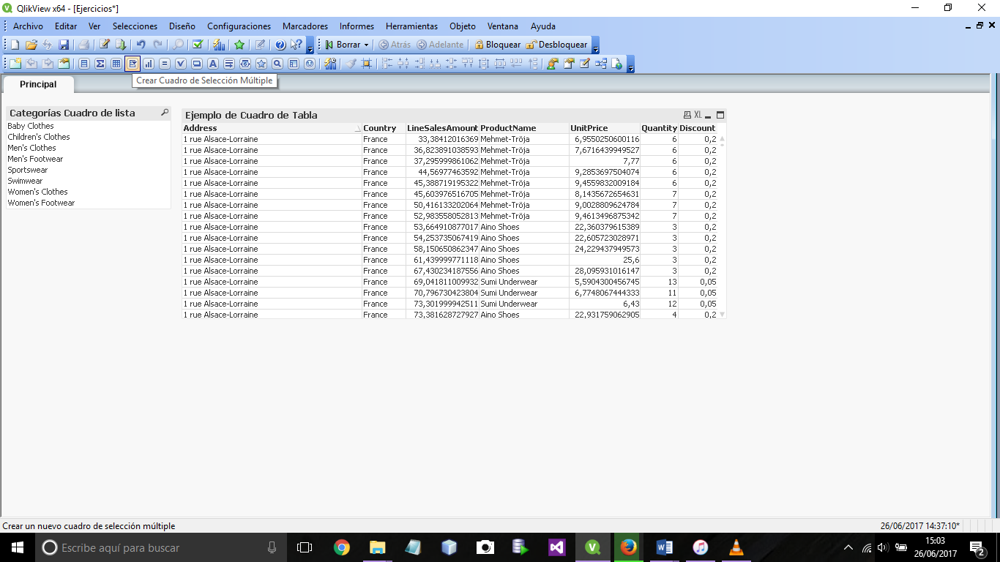 QlikView x64 - [Ejercicios*]
Archivo Editar Ver Selecciones Diseño Configuraciones Marcadores Informes Herramientas Objeto Ventana Ayuda
Borrar Atrás Adelante Bloquear Desbloquear
Crear Cuadro de Selección Múltiple
Principal
Categorías Cuadro de lista
Baby Clothes
Children's Clothes
Men's Clothes
Men's Footwear
Sportswear
Swimwear
Women's Clothes
Women's Footwear
Ejemplo de Cuadro de Tabla XL
Address Country LineSalesAmount ProductName UnitPrice Quantity Discount
1 rue Alsace-Lorraine France 33,38412016369 Mehmet-Tröja 6,9550250600116 6 0,2
1 rue Alsace-Lorraine France 36,823891038593 Mehmet-Tröja 7,6716439949527 6 0,2
1 rue Alsace-Lorraine France 37,295999861062 Mehmet-Tröja 7,77 6 0,2
1 rue Alsace-Lorraine France 44,56977463592 Mehmet-Tröja 9,2853697504074 6 0,2
1 rue Alsace-Lorraine France 45,388719195322 Mehmet-Tröja 9,4559832009184 6 0,2
1 rue Alsace-Lorraine France 45,603976516705 Mehmet-Tröja 8,1435672654631 7 0,2
1 rue Alsace-Lorraine France 50,416133202064 Mehmet-Tröja 9,0028809624784 7 0,2
1 rue Alsace-Lorraine France 52,983558052813 Mehmet-Tröja 9,4613496875342 7 0,2
1 rue Alsace-Lorraine France 53,664910877017 Aino Shoes 22,360379615389 3 0,2
1 rue Alsace-Lorraine France 54,253735067419 Aino Shoes 22,605723028971 3 0,2
1 rue Alsace-Lorraine France 58,150650862347 Aino Shoes 24,229437949573 3 0,2
1 rue Alsace-Lorraine France 61,439999771118 Aino Shoes 25,6 3 0,2
1 rue Alsace-Lorraine France 67,430234187556 Aino Shoes 28,095931016147 3 0,2
1 rue Alsace-Lorraine France 69,041811009932 Sumi Underwear 5,5904300456745 13 0,05
1 rue Alsace-Lorraine France 70,796730423804 Sumi Underwear 6,7748067444333 11 0,05
1 rue Alsace-Lorraine France 73,301999942511 Sumi Underwear 6,43 12 0,05
1 rue Alsace-Lorraine France 73,381628727927 Aino Shoes 22,931759062905 4 0,2
Crear un nuevo cuadro de selección múltiple 26/06/2017 14:37:10*
Escribe aquí para buscar
15:03
26/06/2017
2